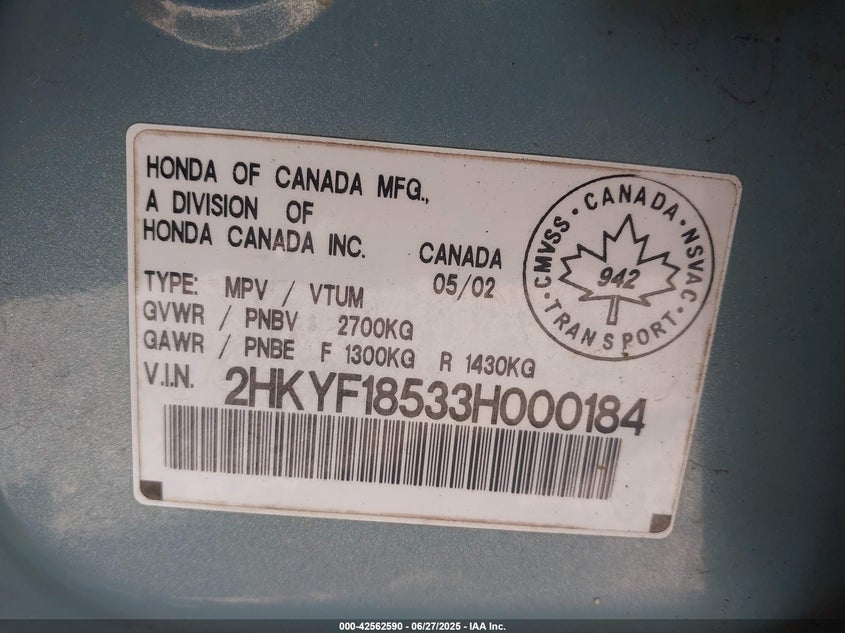 HONDA OF CANADA MFG.,
A DIVISION OF
HONDA CANADA INC.
CANADA
05/02
TYPE: MPV / VTUM
GVWR / PNBV 2700KG
GAWR / PNBE F 1300KG R 1430KG
V.I.N. 2HKYF18533H000184
CMVSS · CANADA · NSVAC · TRANSPORT ·
942
000-42562590 - 06/27/2025 - IAA Inc.